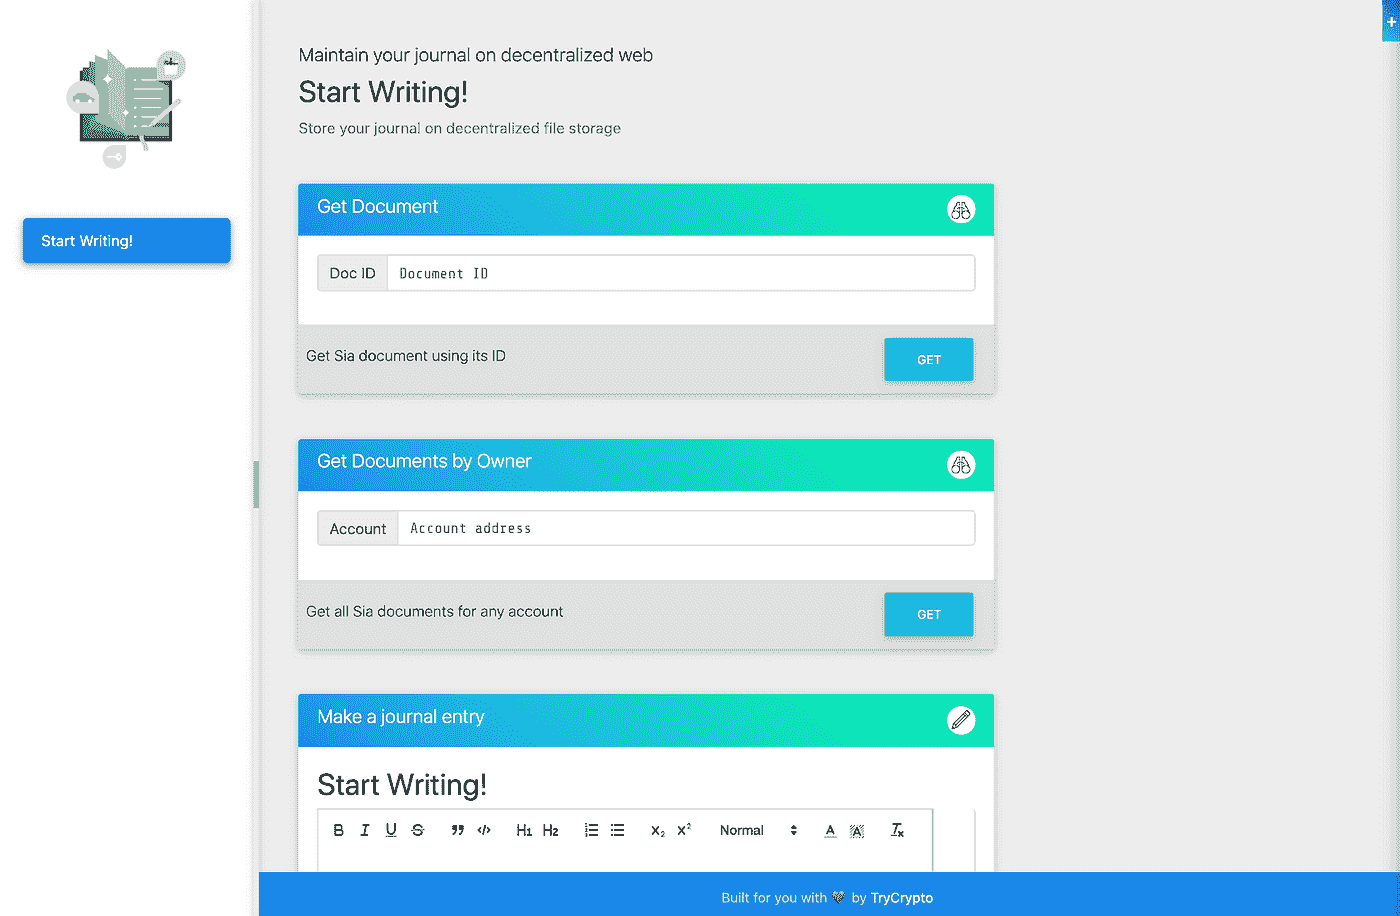 +
Maintain your journal on decentralized web
Start Writing!
Store your journal on decentralized file storage
Start Writing!
Get Document
Doc ID Document ID
Get Sia document using its ID GET
Get Documents by Owner
Account Account address
Get all Sia documents for any account GET
Make a journal entry
Start Writing!
B I U S ” </> H1 H2 X₂ X² Normal A A Tx
Built for you with 🖤 by TryCrypto